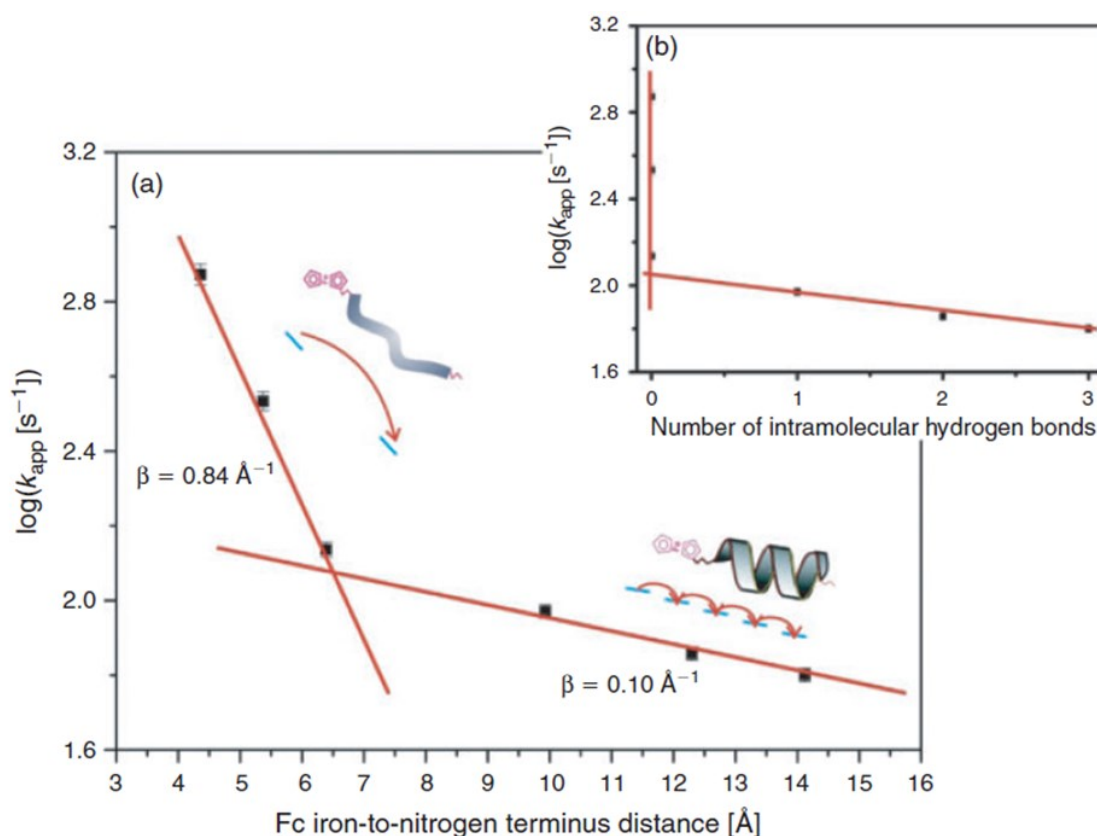 (b)
3.2
2.8
2.4
2.0
1.6
log(k_app [s⁻¹])
0 1 2 3
Number of intramolecular hydrogen bonds
(a)
3.2
2.8
2.4
2.0
1.6
log(k_app [s⁻¹])
β = 0.84 Å⁻¹
β = 0.10 Å⁻¹
3 4 5 6 7 8 9 10 11 12 13 14 15 16
Fc iron-to-nitrogen terminus distance [Å]